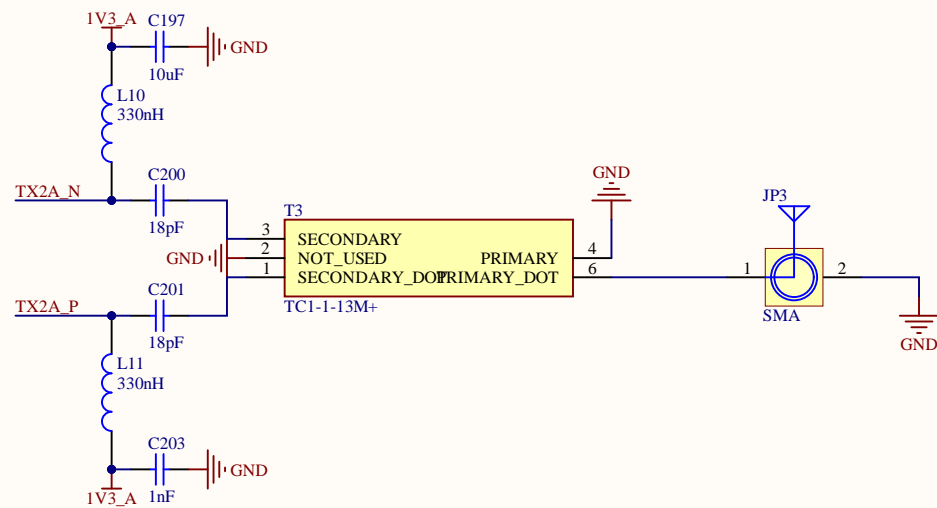 1V3_A
C197
GND
10uF
L10
330nH
C200
TX2A_N
18pF
GND
JP3
T3
3
SECONDARY
GND
2
NOT_USED
PRIMARY
4
1
SECONDARY_DOT
PRIMARY_DOT
6
1
2
C201
TC1-1-13M+
SMA
TX2A_P
18pF
GND
L11
330nH
C203
GND
1nF
1V3_A